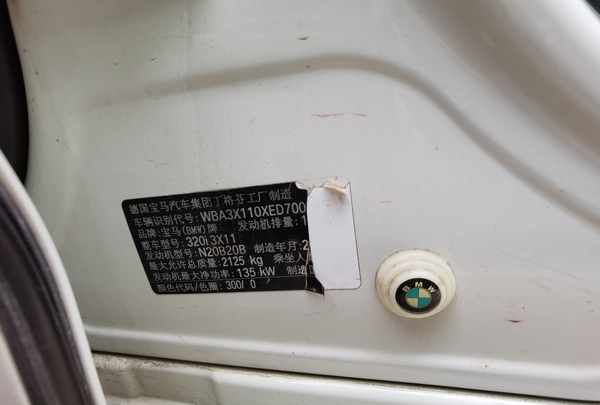 德国宝马汽车集团丁格芬工厂制造
车辆识别代号: WBA3X110XED700
品牌: 宝马(BMW)牌 发动机排量: 1
整车型号: 320i 3X11
发动机型号: N20B20B 制造年月: 2
最大允许总质量: 2125 kg 乘坐人
发动机最大净功率: 135 kW 制造
颜色代码/色圈: 300/ 0
BMW